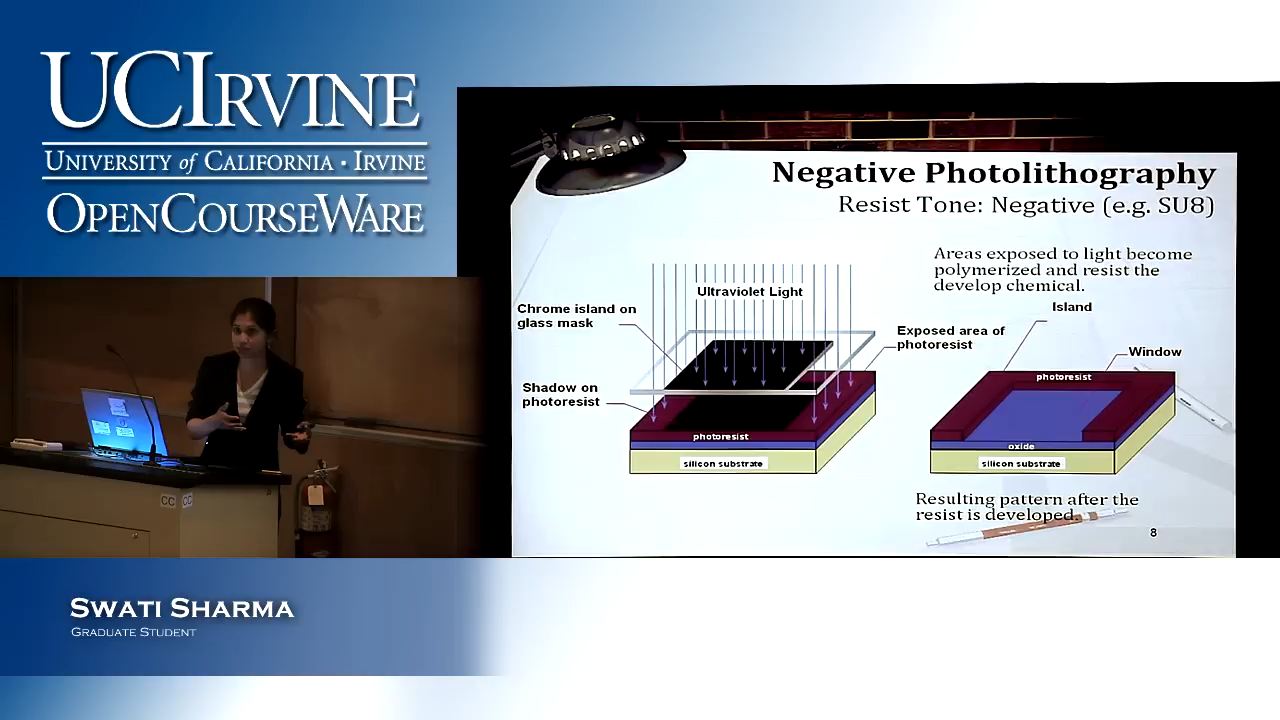 UCIRVINE
UNIVERSITY of CALIFORNIA · IRVINE
OPENCOURSEWARE
Negative Photolithography
Resist Tone: Negative (e.g. SU8)
Areas exposed to light become
polymerized and resist the
develop chemical.
Ultraviolet Light
Chrome island on
glass mask
Exposed area of
photoresist
Shadow on
photoresist
photoresist
silicon substrate
Island
Window
photoresist
oxide
silicon substrate
Resulting pattern after the
resist is developed.
8
CC
CC
SWATI SHARMA
GRADUATE STUDENT